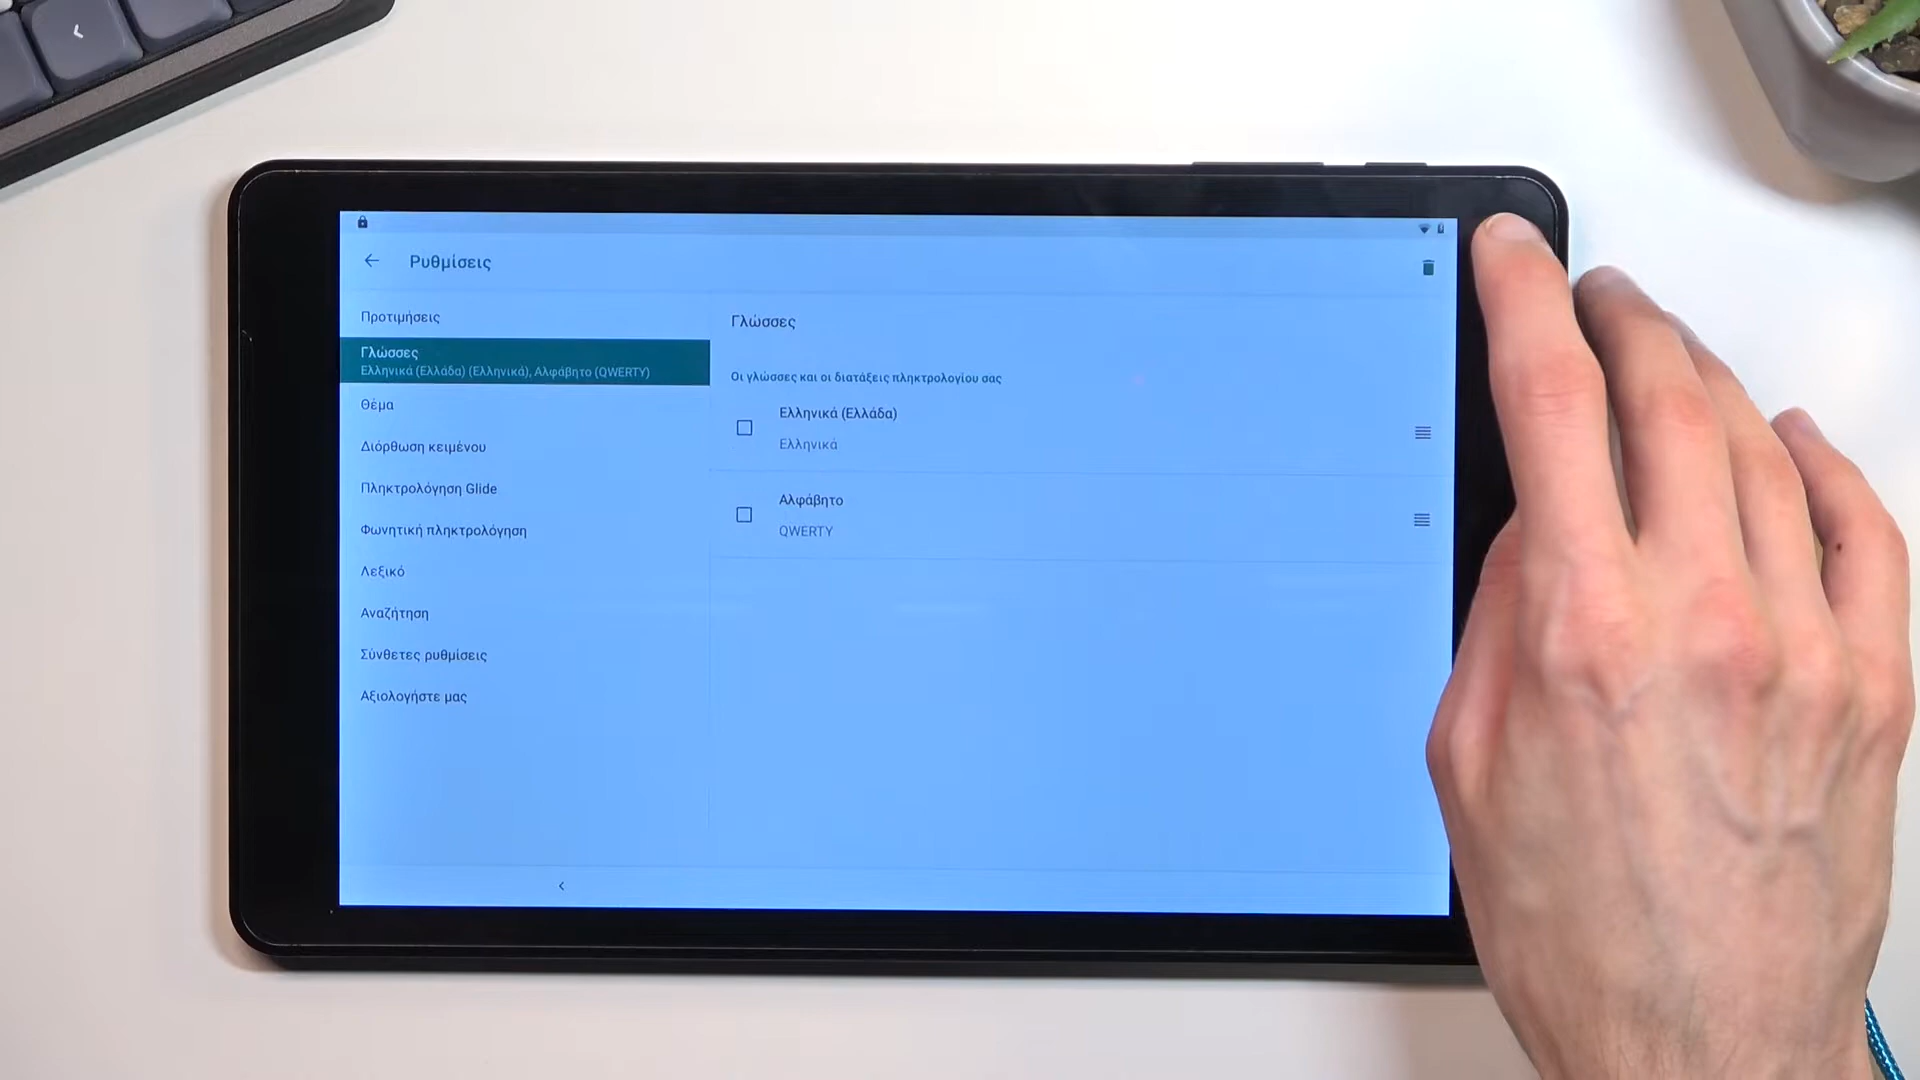 Ρυθμίσεις
Προτιμήσεις
Γλώσσες
Ελληνικά (Ελλάδα) (Ελληνικά), Αλφάβητο (QWERTY)
Θέμα
Διόρθωση κειμένου
Πληκτρολόγηση Glide
Φωνητική πληκτρολόγηση
Λεξικό
Αναζήτηση
Σύνθετες ρυθμίσεις
Αξιολογήστε μας
Γλώσσες
Οι γλώσσες και οι διατάξεις πληκτρολογίου σας
Ελληνικά (Ελλάδα)
Ελληνικά
Αλφάβητο
QWERTY